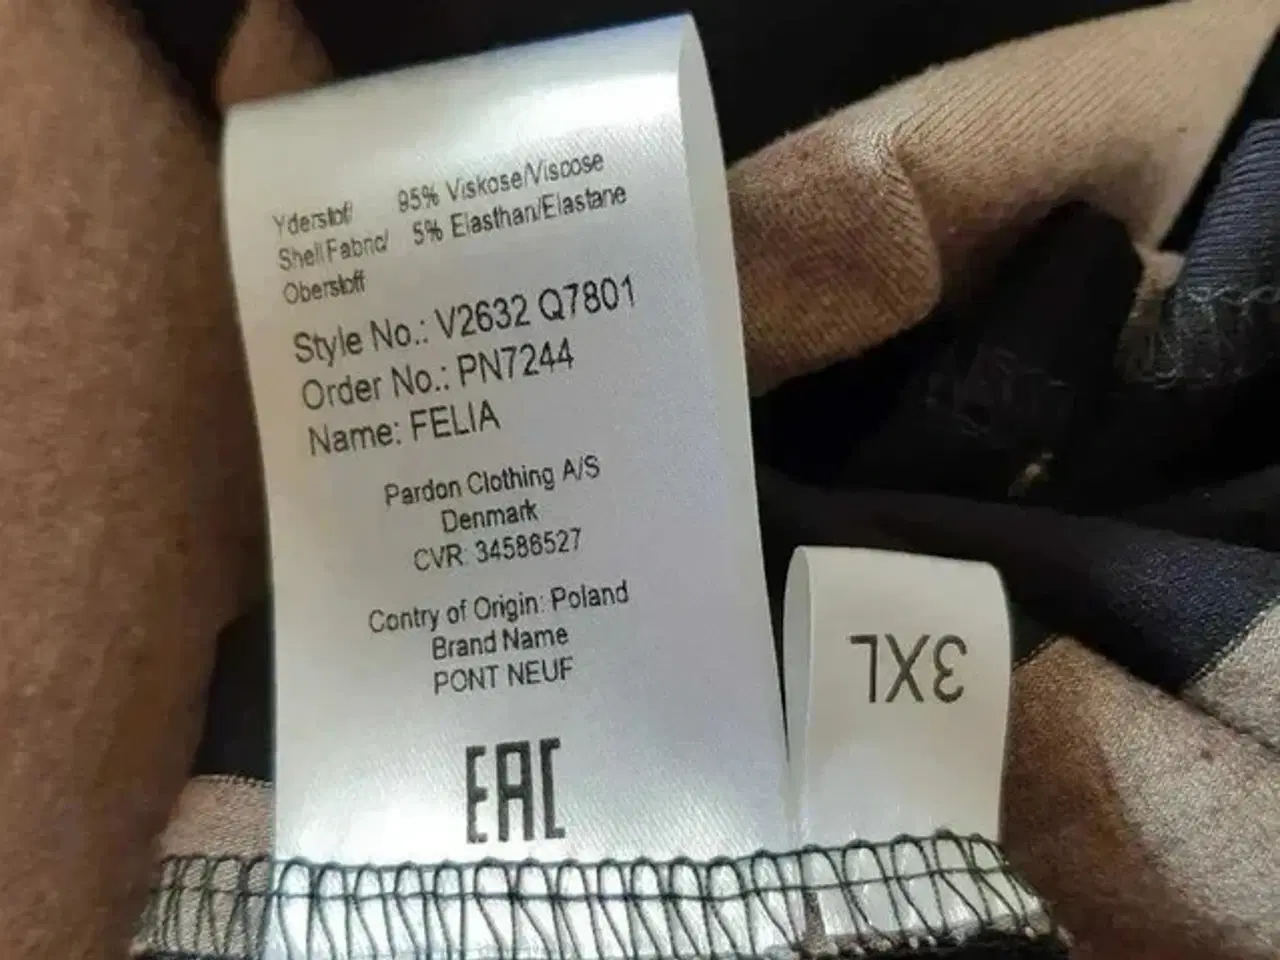 Yderstof/ 95% Viskose/Viscose
Shell Fabric/ 5% Elasthan/Elastane
Oberstoff
Style No.: V2632 Q7801
Order No.: PN7244
Name: FELIA
Pardon Clothing A/S
Denmark
CVR: 34586527
Contry of Origin: Poland
Brand Name
PONT NEUF
EAC
3XL